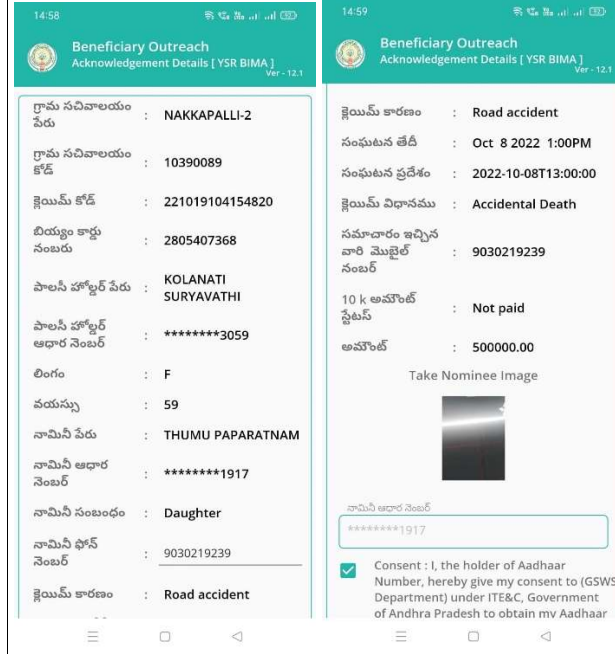 14:58
Beneficiary Outreach
Acknowledgement Details [ YSR BIMA ]
Ver - 12.1
గ్రామ సచివాలయం
పేరు : NAKKAPALLI-2
గ్రామ సచివాలయం
కోడ్ : 10390089
క్లెయిమ్ కోడ్ : 221019104154820
బియ్యం కార్డు
నంబరు : 2805407368
పాలసీ హోల్డర్ పేరు : KOLANATI
SURYAVATHI
పాలసీ హోల్డర్
ఆధార నెంబర్ : ********3059
లింగం : F
వయస్సు : 59
నామినీ పేరు : THUMU PAPARATNAM
నామినీ ఆధార
నెంబర్ : ********1917
నామినీ సంబంధం : Daughter
నామినీ ఫోన్
నెంబర్ : 9030219239
క్లెయిమ్ కారణం : Road accident
14:59
Beneficiary Outreach
Acknowledgement Details [ YSR BIMA ]
Ver - 12.1
క్లెయిమ్ కారణం : Road accident
సంఘటన తేదీ : Oct 8 2022 1:00PM
సంఘటన ప్రదేశం : 2022-10-08T13:00:00
క్లెయిమ్ విధానము : Accidental Death
సమాచారం ఇచ్చిన
వారి మొబైల్ : 9030219239
నంబర్
10 k అమౌంట్
స్టేటస్ : Not paid
అమౌంట్ : 500000.00
Take Nominee Image
నామినీ ఆధార నెంబర్
********1917
Consent : I, the holder of Aadhaar
Number, hereby give my consent to (GSWS
Department) under ITE&C, Government
of Andhra Pradesh to obtain my Aadhaar